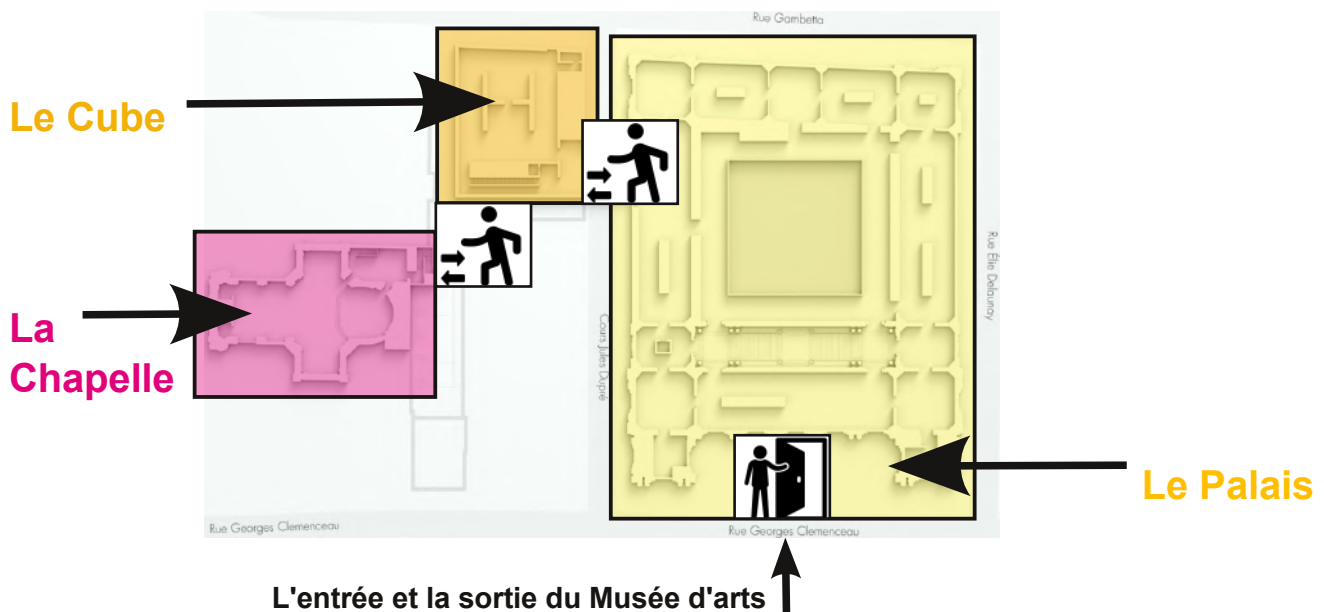 Rue Gambetta
Le Cube
Rue Élie Delaunay
La
Chapelle
Cours Jules Dupré
Le Palais
Rue Georges Clemenceau
Rue Georges Clemenceau
L'entrée et la sortie du Musée d'arts